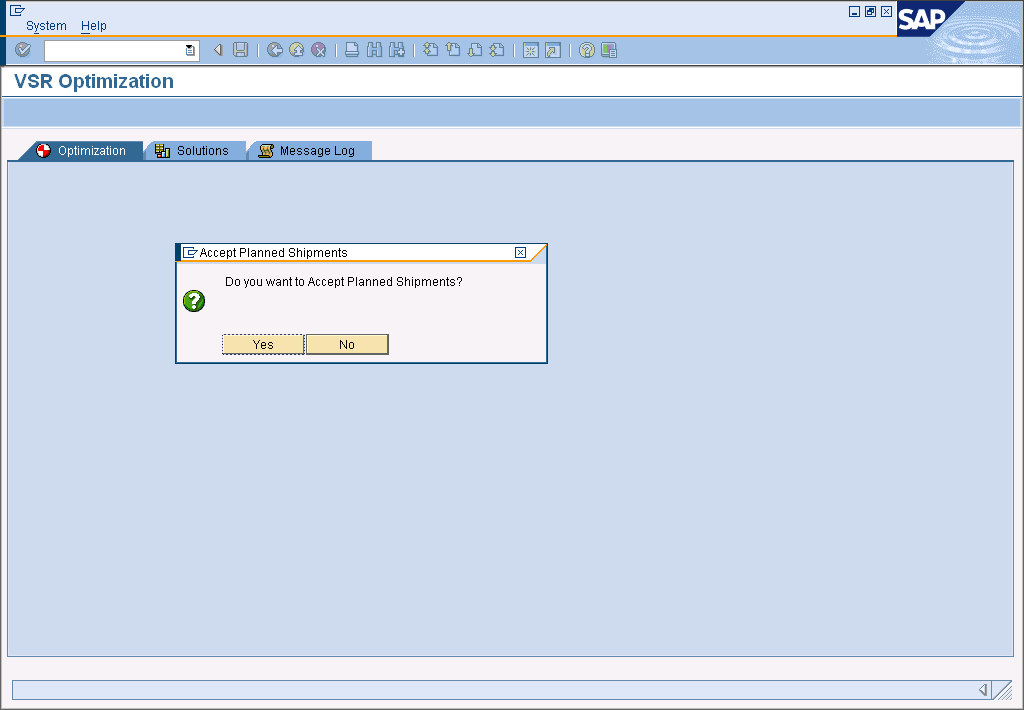 System Help
SAP
VSR Optimization
Optimization Solutions Message Log
Accept Planned Shipments
Do you want to Accept Planned Shipments?
Yes No